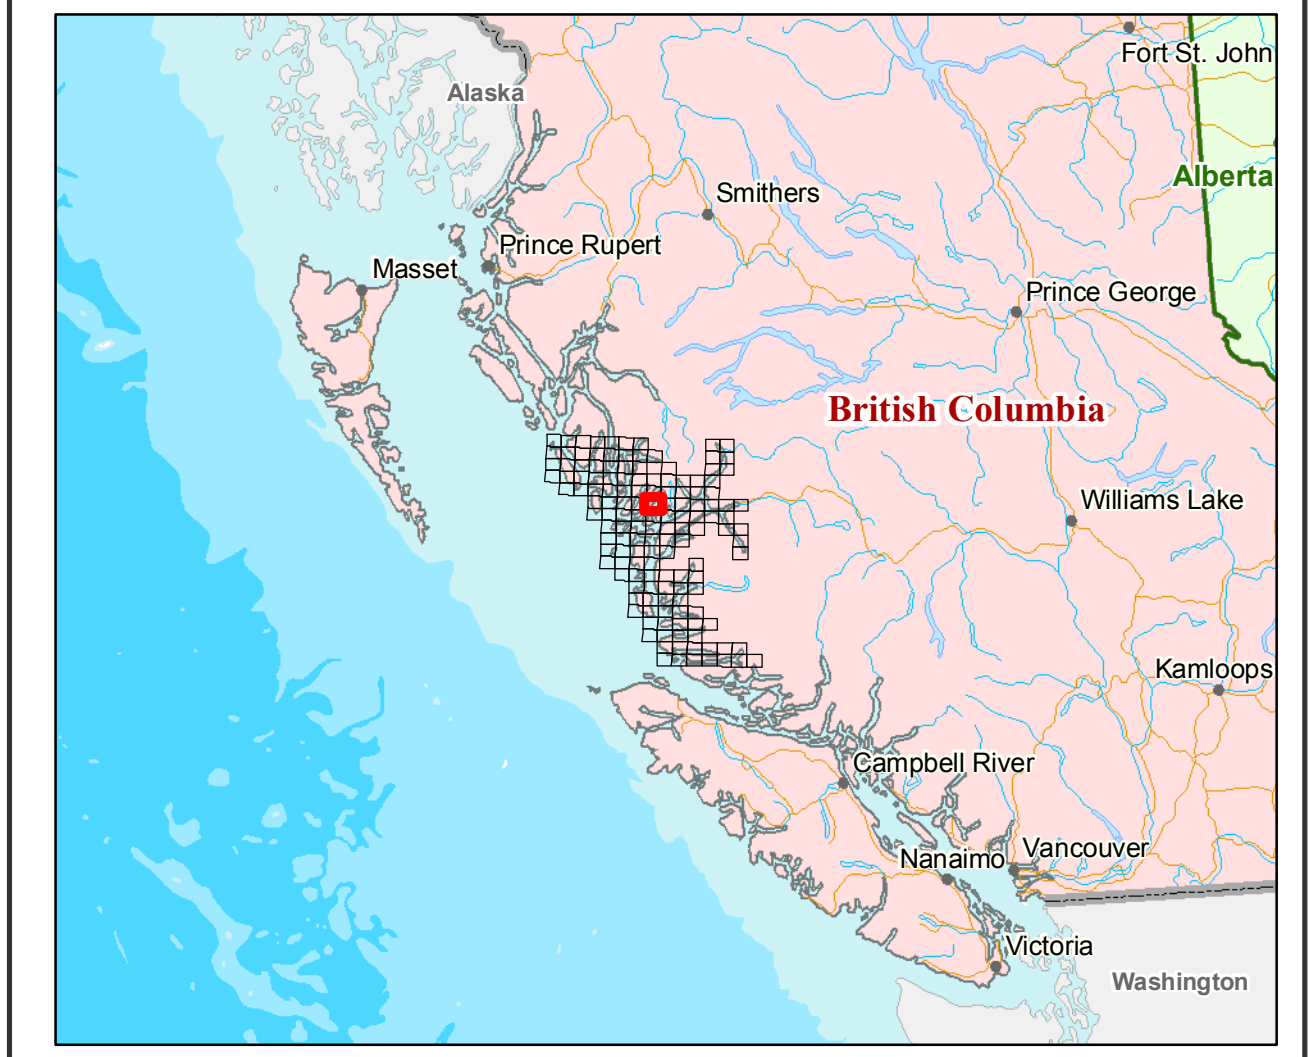 Fort St. John
Alaska
Alberta
Smithers
Prince Rupert
Masset
Prince George
British Columbia
Williams Lake
Kamloops
Campbell River
Vancouver
Nanaimo
Victoria
Washington